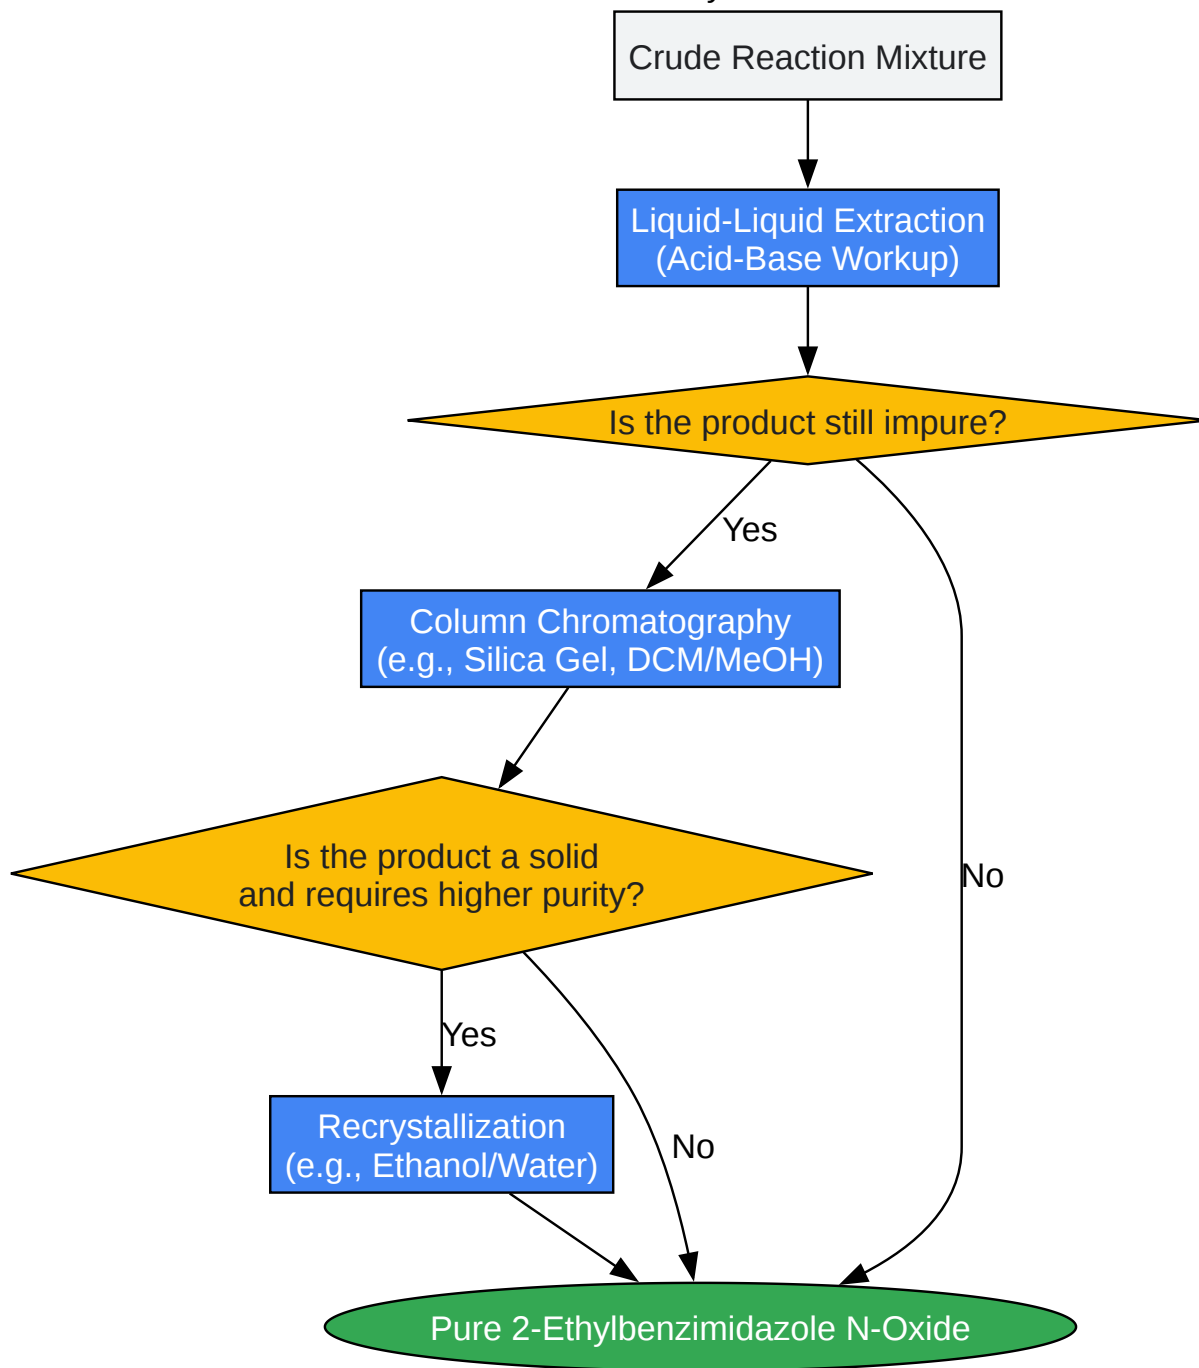 Crude Reaction Mixture
Liquid-Liquid Extraction
(Acid-Base Workup)
Is the product still impure?
Yes
Column Chromatography
(e.g., Silica Gel, DCM/MeOH)
Is the product a solid
and requires higher purity?
No
Yes
Recrystallization
(e.g., Ethanol/Water)
No
Pure 2-Ethylbenzimidazole N-Oxide